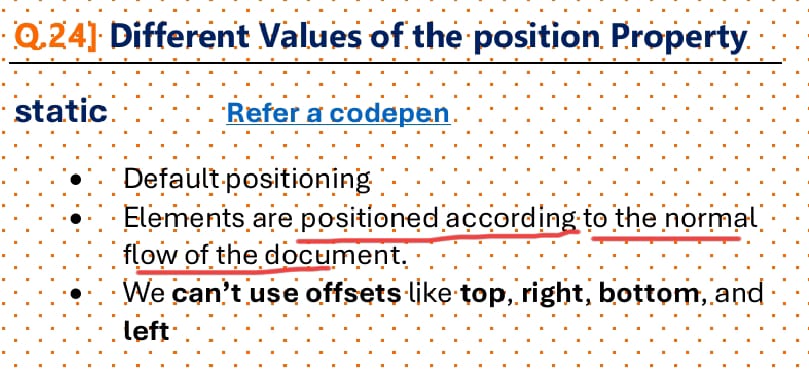 Q.24] Different Values of the position Property
static Refer a codepen
• Default positioning
• Elements are positioned according to the normal
flow of the document.
• We can’t use offsets like top, right, bottom, and
left